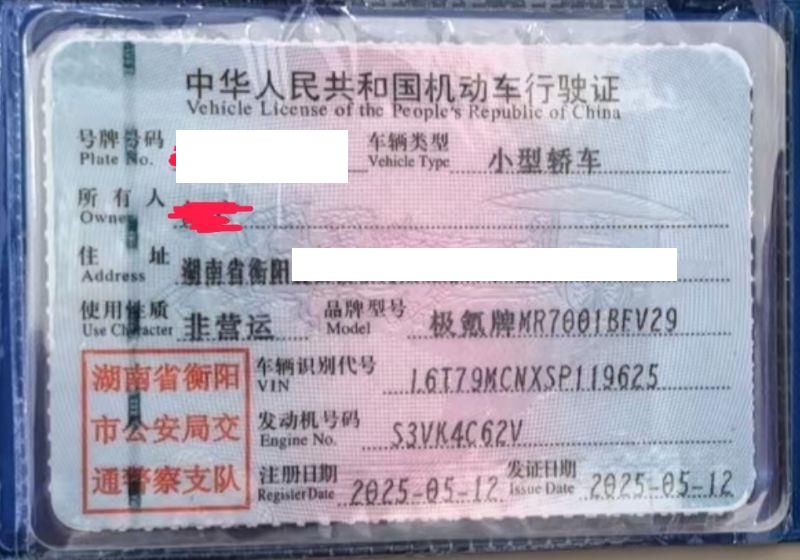 中华人民共和国机动车行驶证
Vehicle License of the People's Republic of China
号牌号码 车辆类型 小型轿车
Plate No. Vehicle Type
所有人
Owner
住址 湖南省衡阳
Address
使用性质 非营运 品牌型号 极氪牌MR7001BEV29
Use Character Model
湖南省衡阳 车辆识别代号 L6T79MCNXSP119625
VIN
市公安局交 发动机号码 S3VK4C62V
Engine No.
通警察支队 注册日期 2025-05-12 发证日期 2025-05-12
Register Date Issue Date